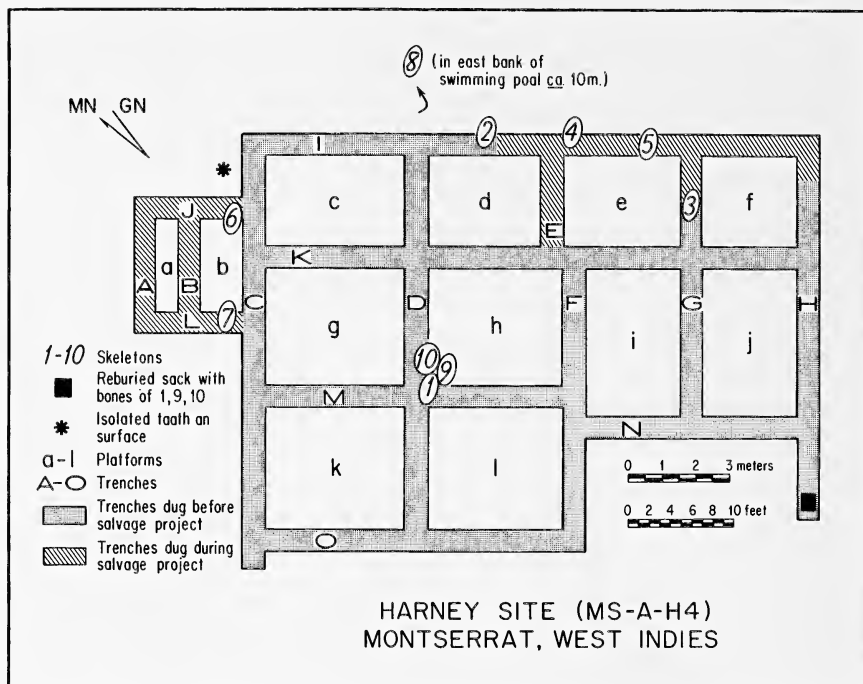 8 (in east bank of
swimming pool ca. 10m.)
MN GN
2 4 5
I
c d e f
J
6 3
E
K
A a B b C D F G H
g h i j
L 7
10 9
1
M
N
k l
O
1-10 Skeletons
Reburied sack with
bones of 1,9,10
Isolated taath an
surface
a-l Platforms
A-O Trenches
Trenches dug before
salvage project
Trenches dug during
salvage project
0 1 2 3 meters
0 2 4 6 8 10 feet
HARNEY SITE (MS-A-H4)
MONTSERRAT, WEST INDIES